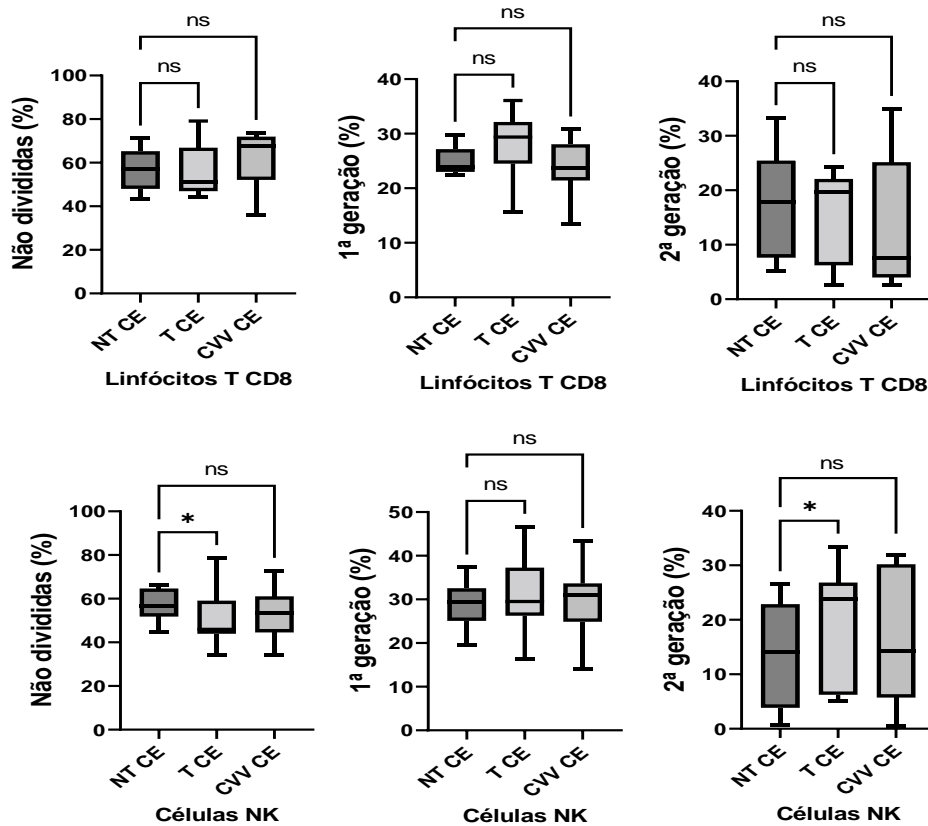 ns
ns
Não divididas (%)
100
80
60
40
20
0
NT CE
T CE
CVV CE
Linfócitos T CD8
ns
ns
1ª geração (%)
40
30
20
10
0
NT CE
T CE
CVV CE
Linfócitos T CD8
ns
ns
2ª geração (%)
40
30
20
10
0
NT CE
T CE
CVV CE
Linfócitos T CD8
ns
*
Não divididas (%)
100
80
60
40
20
0
NT CE
T CE
CVV CE
Células NK
ns
ns
1ª geração (%)
50
40
30
20
10
0
NT CE
T CE
CVV CE
Células NK
ns
*
2ª geração (%)
40
30
20
10
0
NT CE
T CE
CVV CE
Células NK